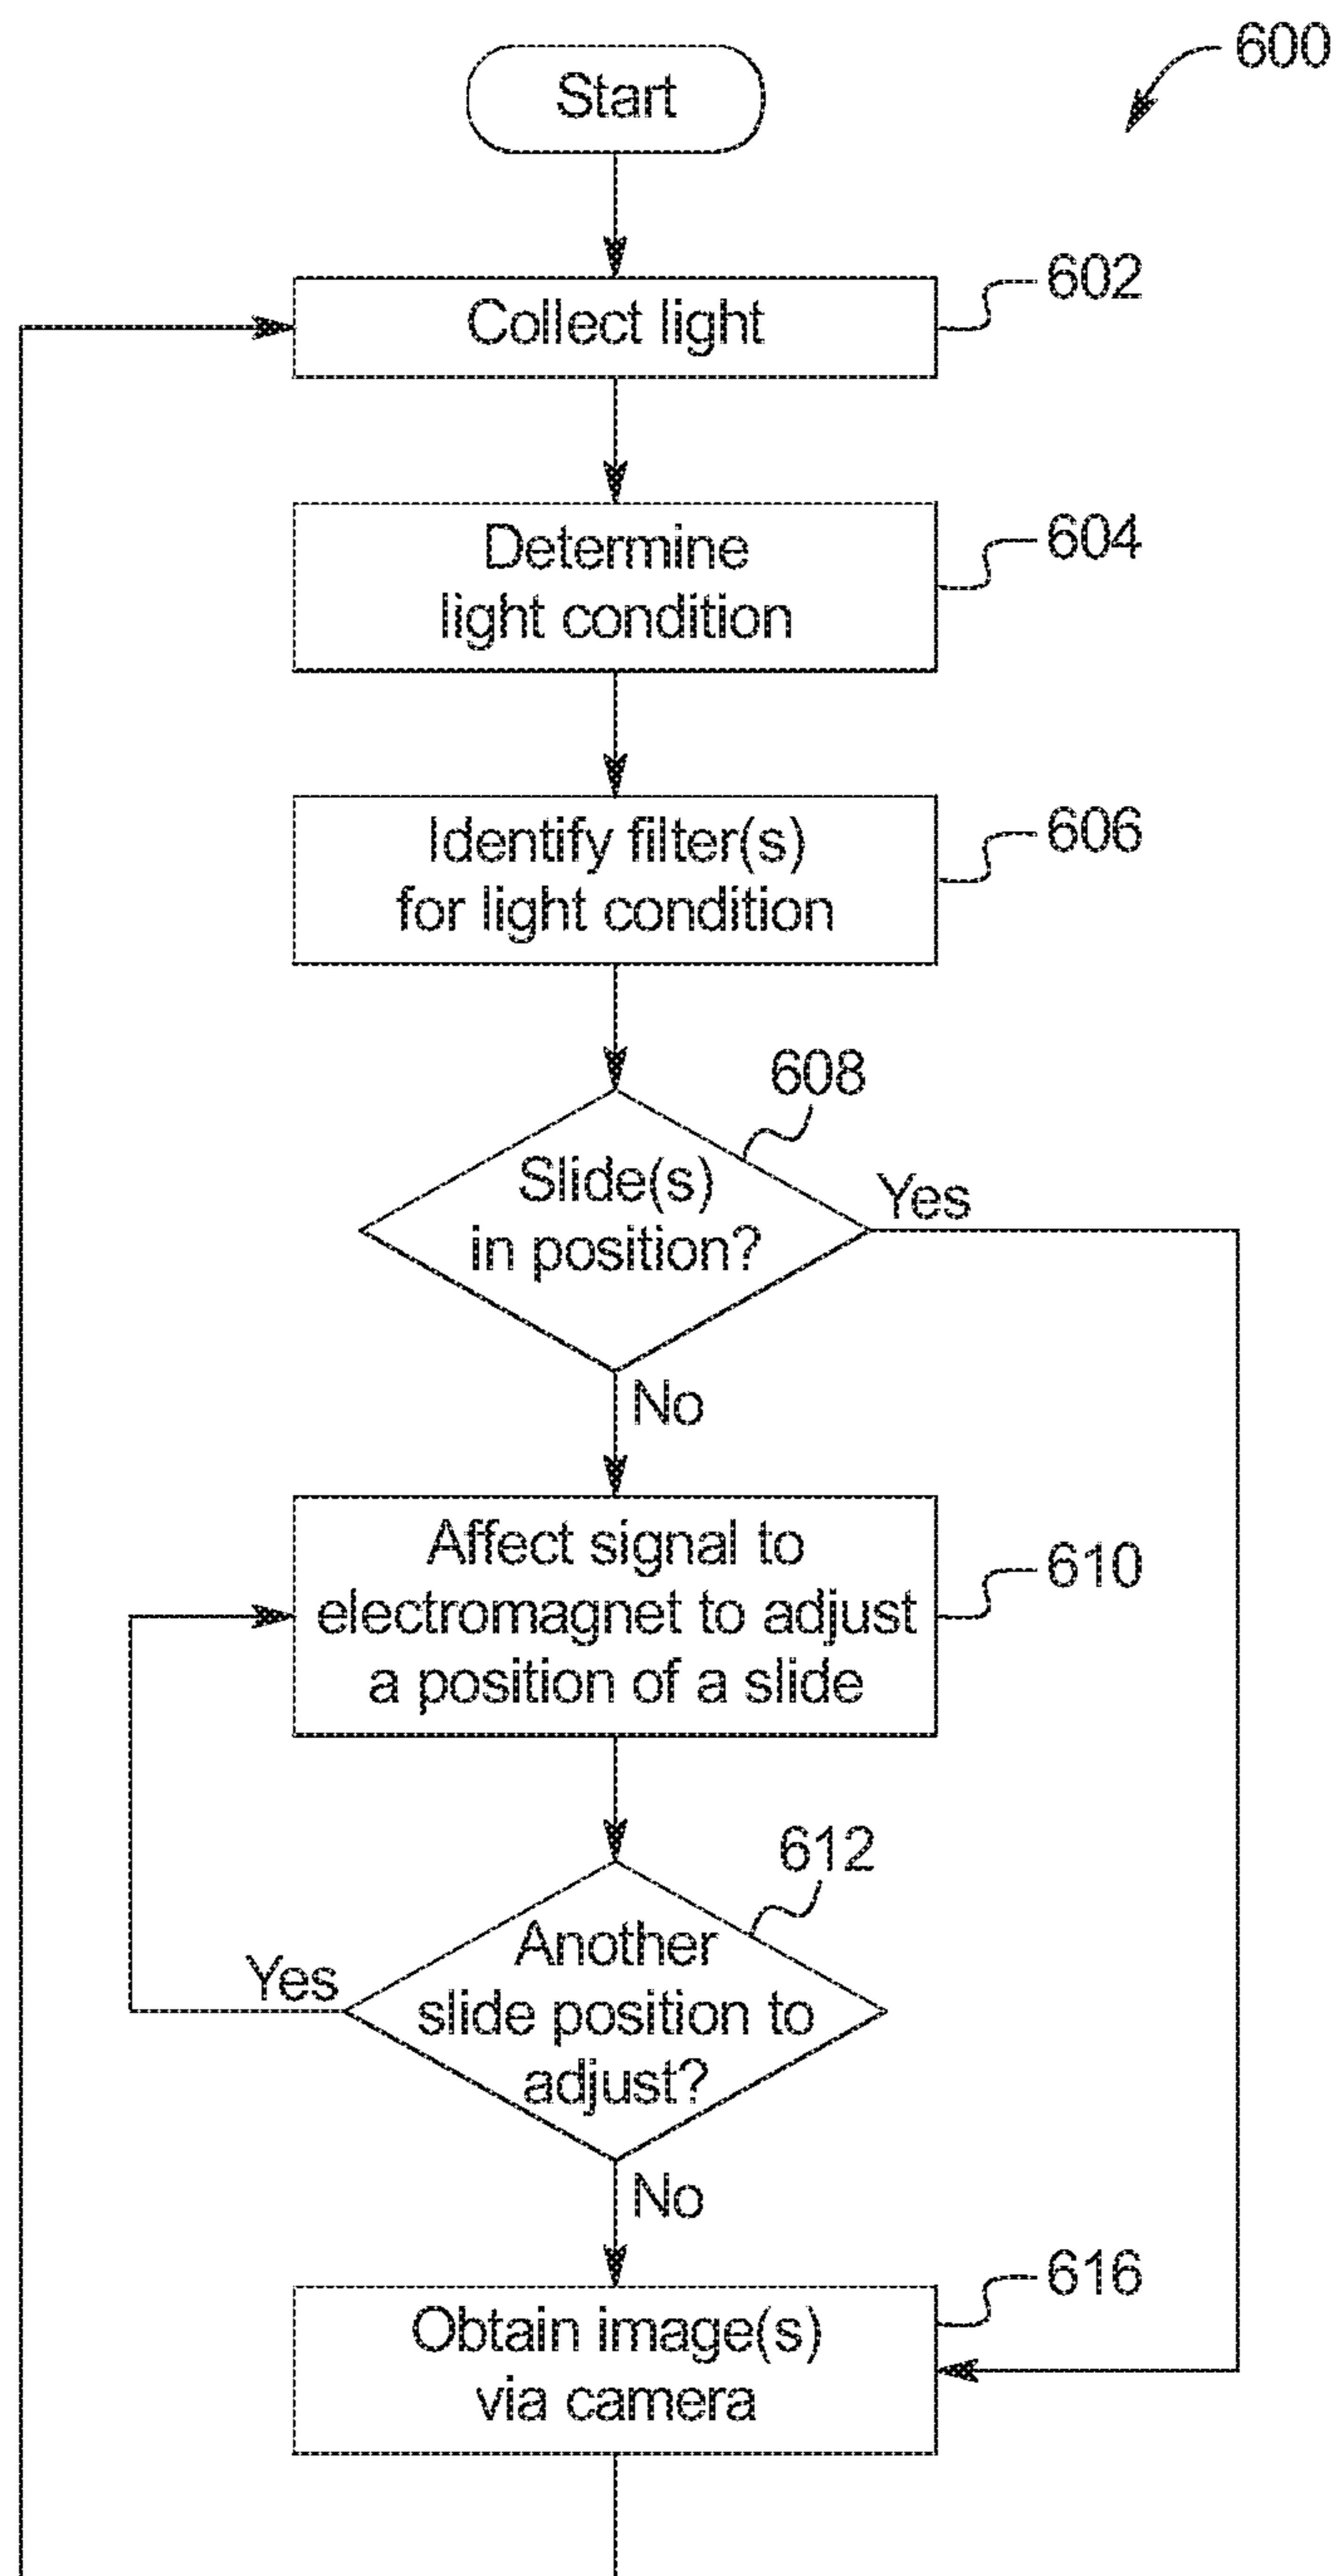 600
Start
Collect light
602
Determine
light condition
604
Identify filter(s)
for light condition
606
608
Slide(s)
in position?
Yes
No
Affect signal to
electromagnet to adjust
a position of a slide
610
612
Another
slide position to
adjust?
Yes
No
Obtain image(s)
via camera
616